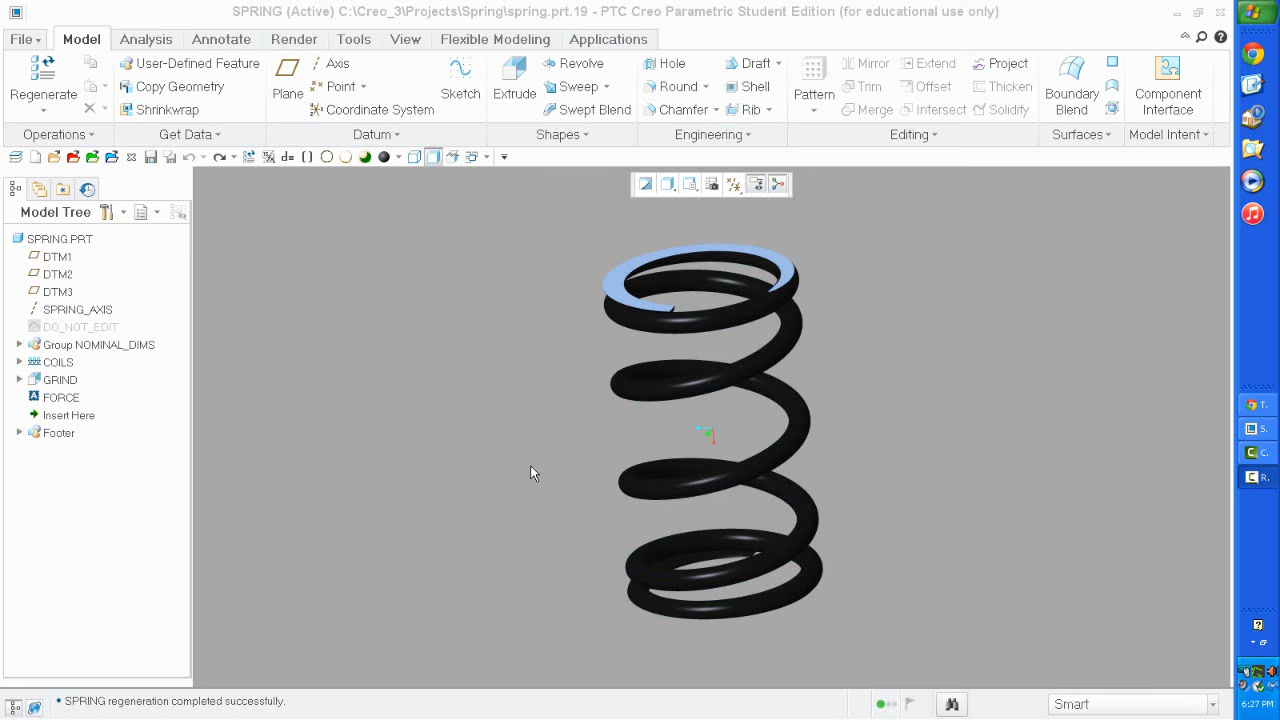 SPRING (Active) C:\Creo_3\Projects\Spring\spring.prt.19 - PTC Creo Parametric Student Edition (for educational use only)
File Model Analysis Annotate Render Tools View Flexible Modeling Applications
User-Defined Feature Axis Revolve Hole Draft Mirror Extend Project
Regenerate Copy Geometry Plane Point Sketch Extrude Sweep Round Shell Pattern Trim Offset Thicken Boundary Blend Component Interface
Shrinkwrap Coordinate System Swept Blend Chamfer Rib Merge Intersect Solidify
Operations Get Data Datum Shapes Engineering Editing Surfaces Model Intent
Model Tree
SPRING.PRT
DTM1
DTM2
DTM3
SPRING_AXIS
DO_NOT_EDIT
Group NOMINAL_DIMS
COILS
GRIND
FORCE
Insert Here
Footer
T.
S.
C.
R.
• SPRING regeneration completed successfully.
Smart
6:27 PM